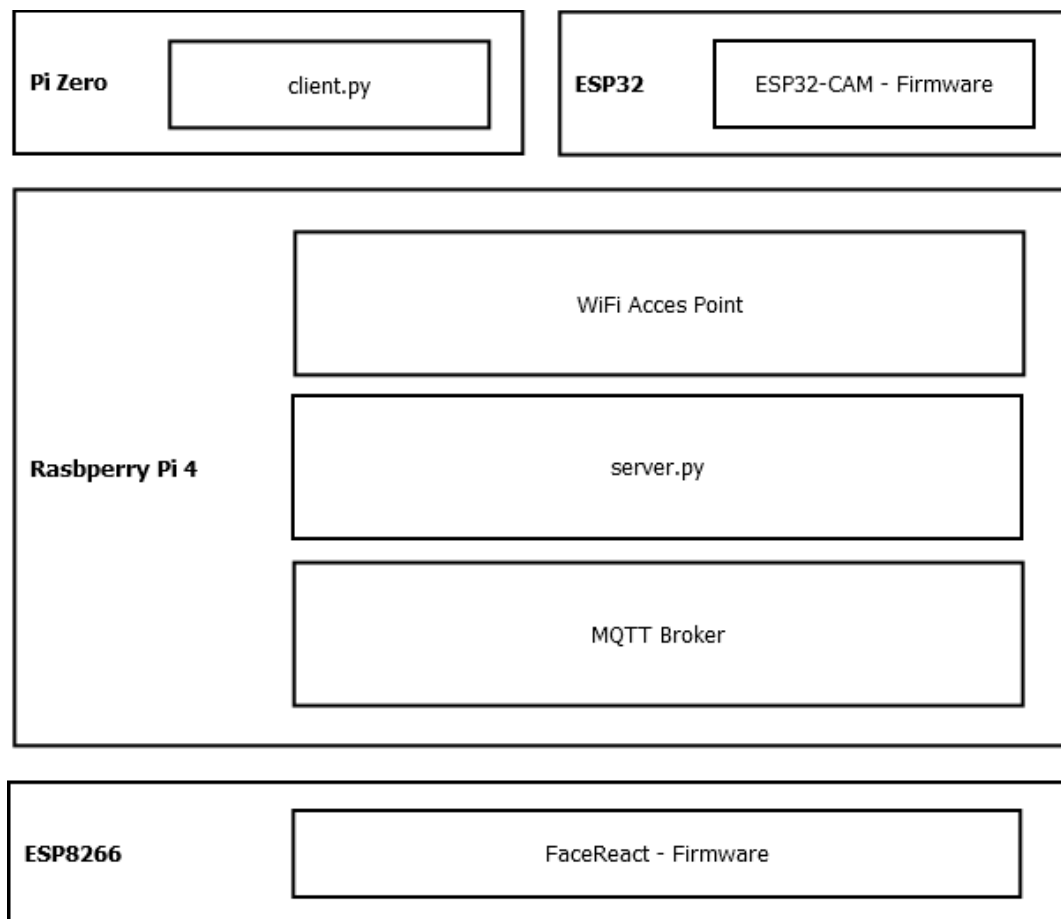 Pi Zero
client.py
ESP32
ESP32-CAM - Firmware
WiFi Acces Point
Rasbperry Pi 4
server.py
MQTT Broker
ESP8266
FaceReact - Firmware